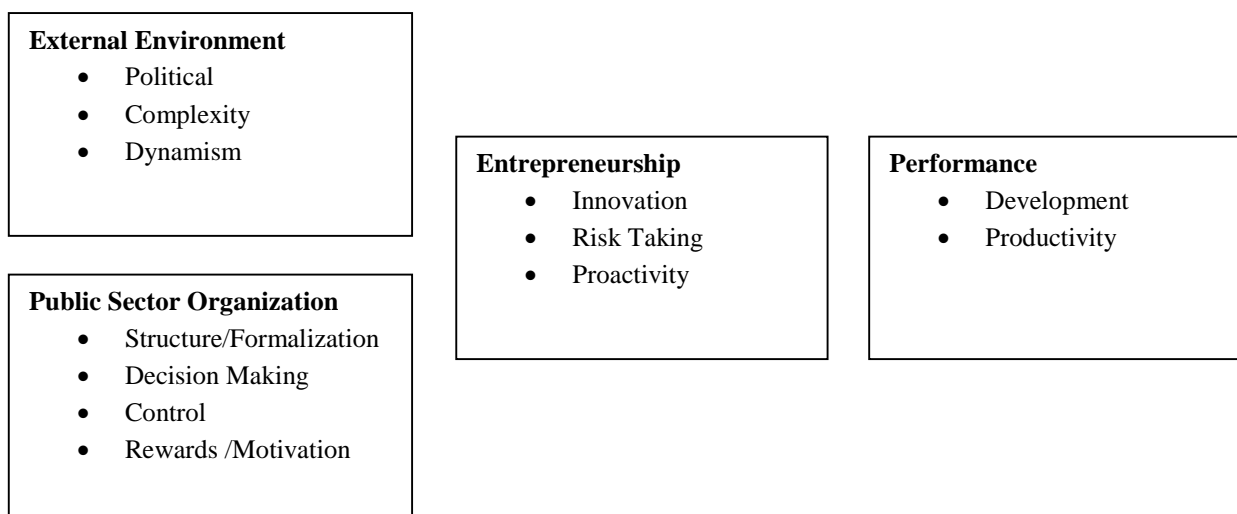 External Environment
• Political
• Complexity
• Dynamism
Public Sector Organization
• Structure/Formalization
• Decision Making
• Control
• Rewards /Motivation
Entrepreneurship
• Innovation
• Risk Taking
• Proactivity
Performance
• Development
• Productivity